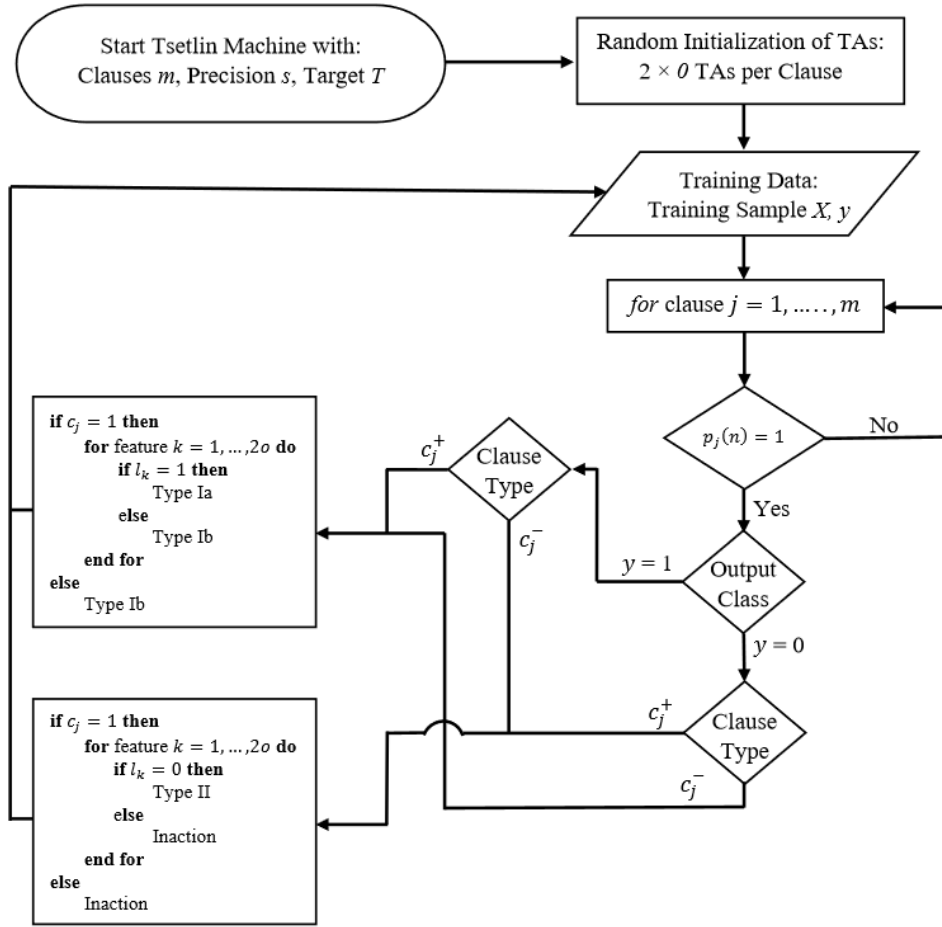 Start Tsetlin Machine with:
Clauses m, Precision s, Target T
Random Initialization of TAs:
2 × 0 TAs per Clause
Training Data:
Training Sample X, y
for clause j = 1, ....., m
p_j(n) = 1
No
Yes
Output
Class
y = 1
y = 0
Clause
Type
c_j^+
c_j^-
Clause
Type
c_j^+
c_j^-
if c_j = 1 then
for feature k = 1, ...,2o do
if l_k = 1 then
Type Ia
else
Type Ib
end for
else
Type Ib
if c_j = 1 then
for feature k = 1, ...,2o do
if l_k = 0 then
Type II
else
Inaction
end for
else
Inaction